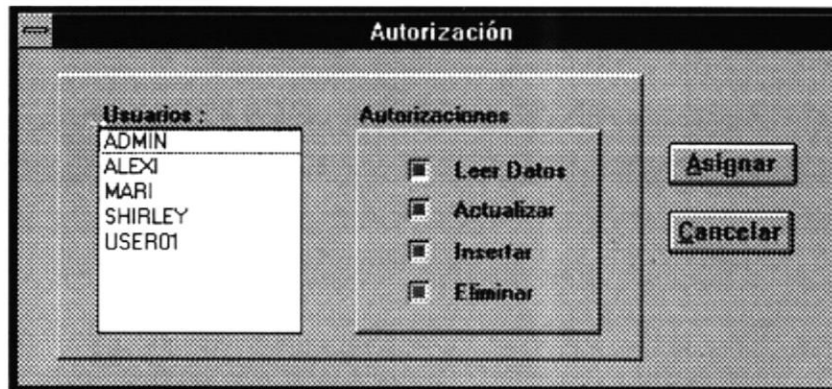 Autorización
Usuarios :
ADMIN
ALEXI
MARI
SHIRLEY
USER01
Autorizaciones
Leer Datos
Actualizar
Insertar
Eliminar
Asignar
Cancelar